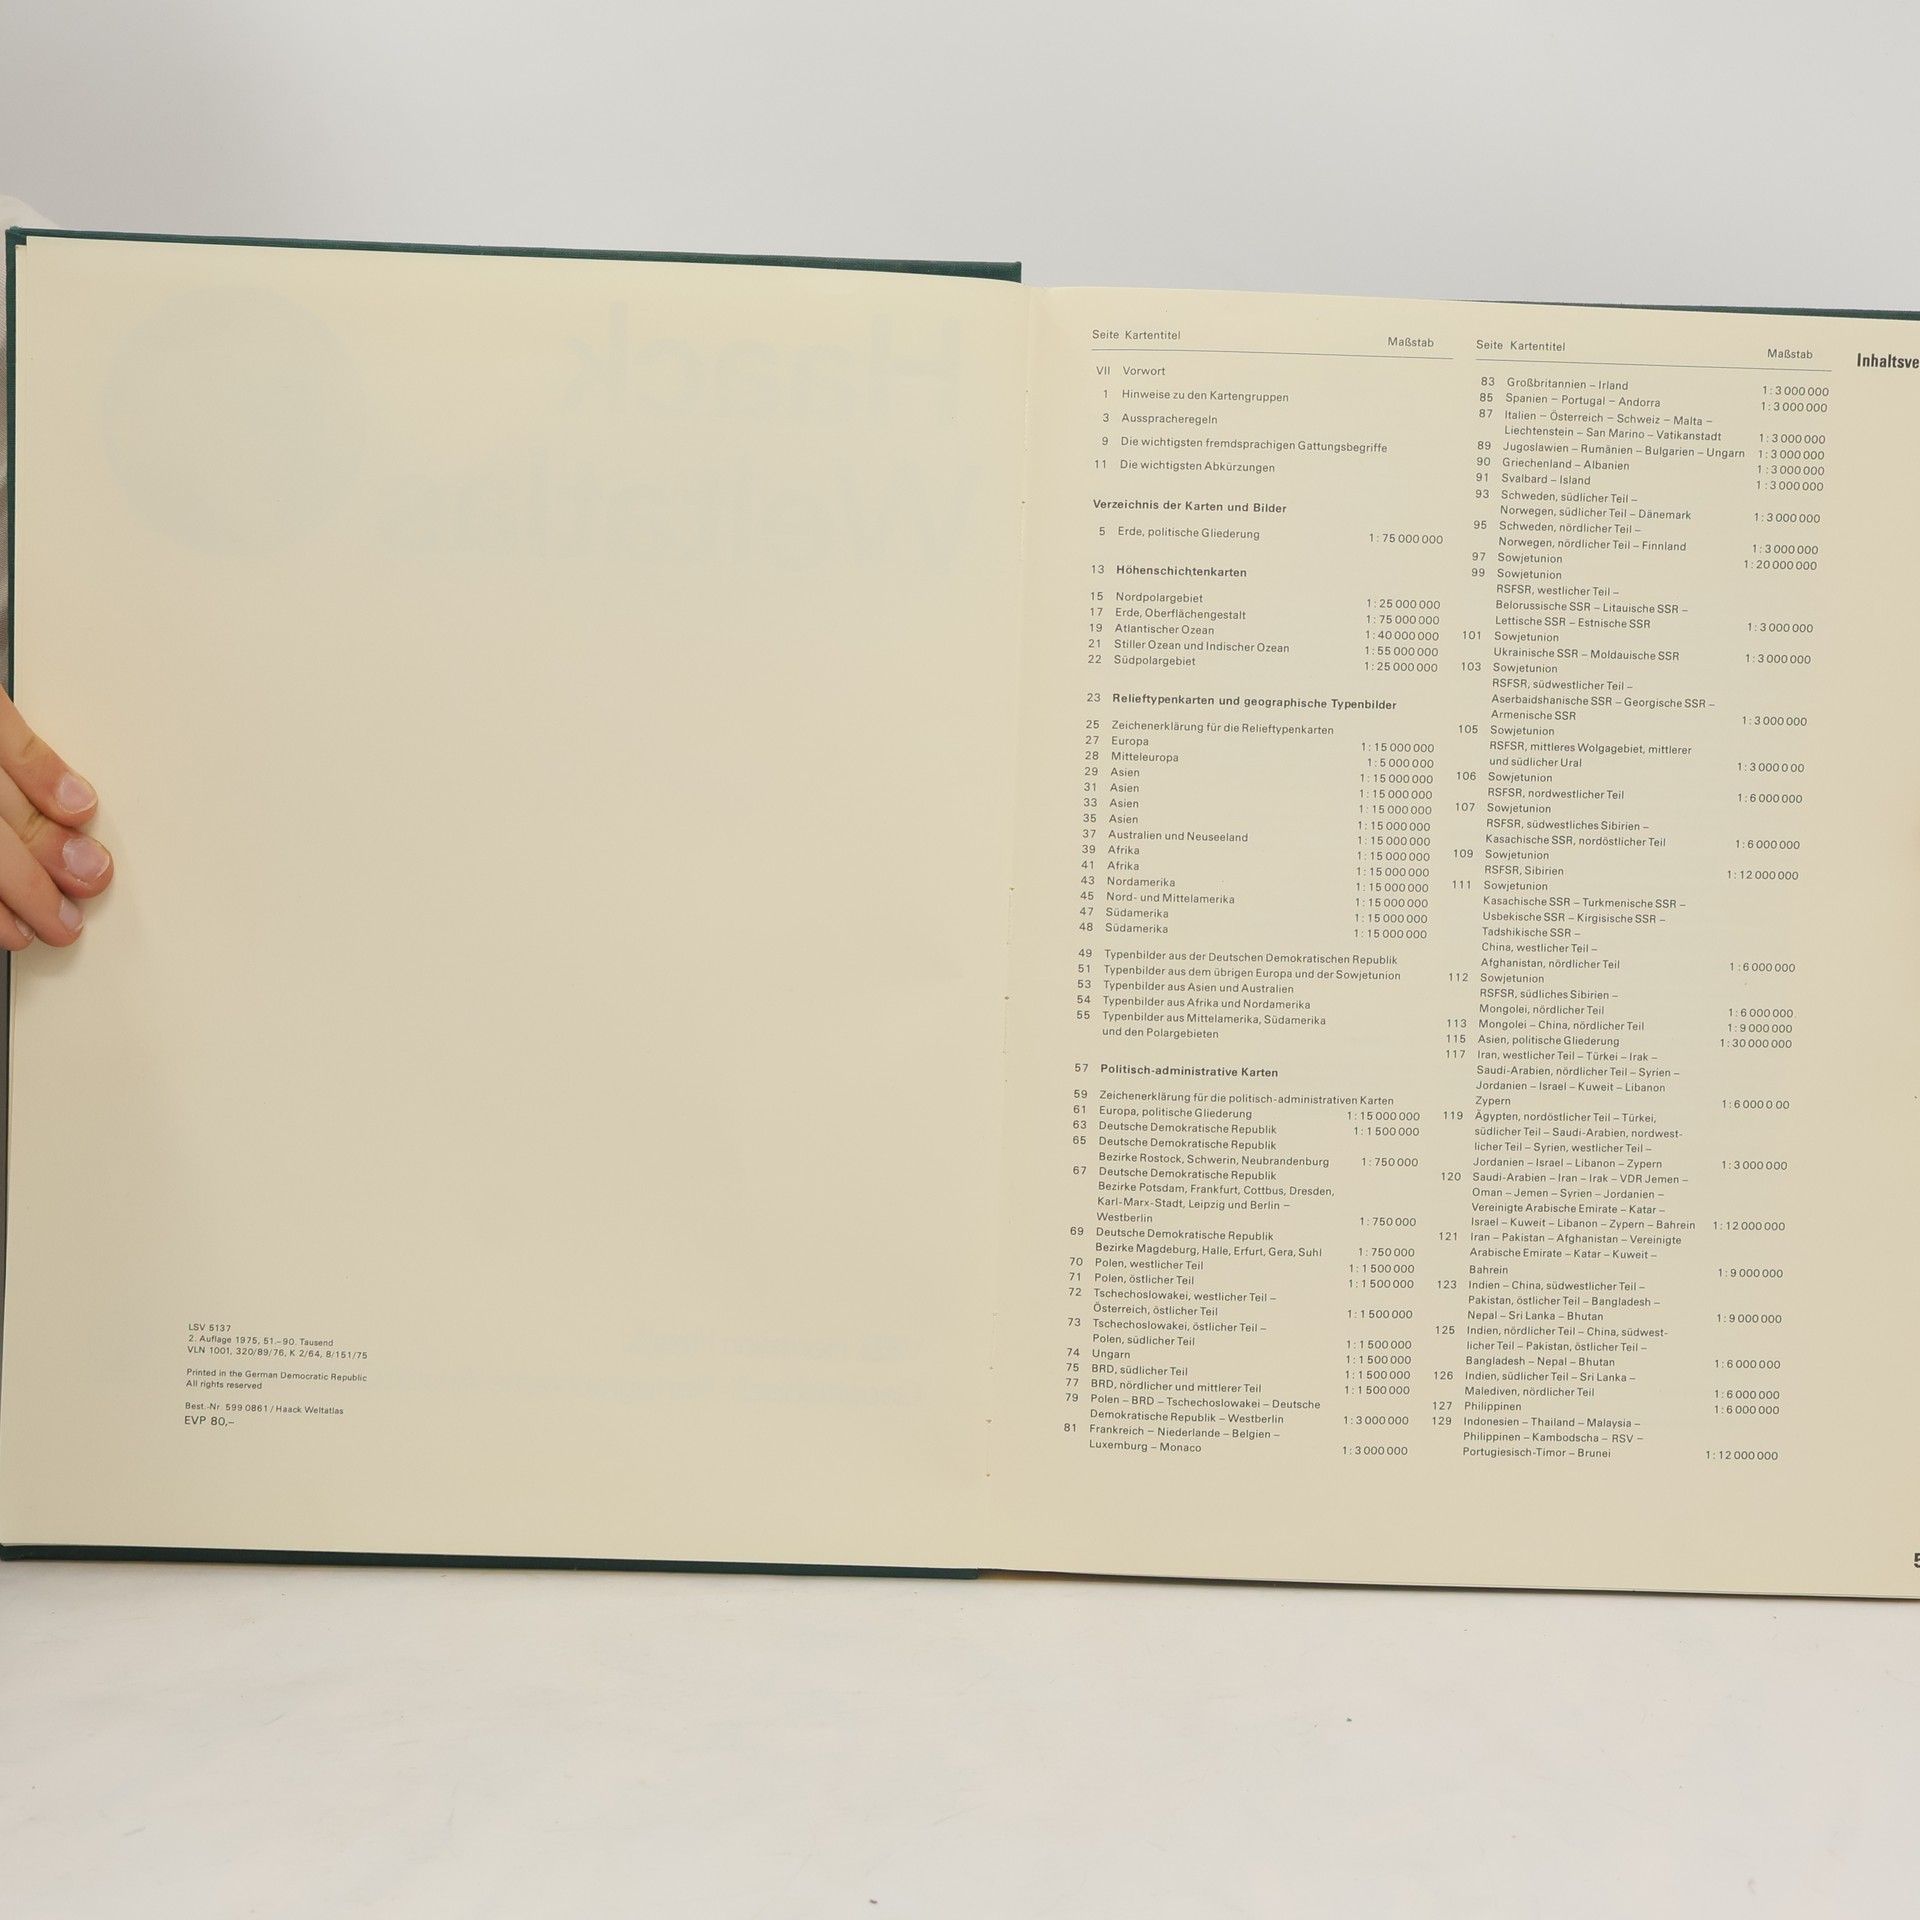 LSV 5137
2. Auflage 1975, 51.–90. Tausend
VLN 1001, 320/89/76, K 2/64, 8/151/75
Printed in the German Democratic Republic
All rights reserved
Best.-Nr. 599 0861 / Haack Weltatlas
EVP 80,–
Seite Kartentitel Maßstab
VII Vorwort
1 Hinweise zu den Kartengruppen
3 Ausspracheregeln
9 Die wichtigsten fremdsprachigen Gattungsbegriffe
11 Die wichtigsten Abkürzungen
Verzeichnis der Karten und Bilder
5 Erde, politische Gliederung 1:75 000 000
13 Höhenschichtenkarten
15 Nordpolargebiet 1:25 000 000
17 Erde, Oberflächengestalt 1:75 000 000
19 Atlantischer Ozean 1:40 000 000
21 Stiller Ozean und Indischer Ozean 1:55 000 000
22 Südpolargebiet 1:25 000 000
23 Relieftypenkarten und geographische Typenbilder
25 Zeichenerklärung für die Relieftypenkarten
27 Europa 1:15 000 000
28 Mitteleuropa 1:5 000 000
29 Asien 1:15 000 000
31 Asien 1:15 000 000
33 Asien 1:15 000 000
35 Asien 1:15 000 000
37 Australien und Neuseeland 1:15 000 000
39 Afrika 1:15 000 000
41 Afrika 1:15 000 000
43 Nordamerika 1:15 000 000
45 Nord- und Mittelamerika 1:15 000 000
47 Südamerika 1:15 000 000
48 Südamerika 1:15 000 000
49 Typenbilder aus der Deutschen Demokratischen Republik
51 Typenbilder aus dem übrigen Europa und der Sowjetunion
53 Typenbilder aus Asien und Australien
54 Typenbilder aus Afrika und Nordamerika
55 Typenbilder aus Mittelamerika, Südamerika
und den Polargebieten
57 Politisch-administrative Karten
59 Zeichenerklärung für die politisch-administrativen Karten
61 Europa, politische Gliederung 1:15 000 000
63 Deutsche Demokratische Republik 1:1 500 000
65 Deutsche Demokratische Republik
Bezirke Rostock, Schwerin, Neubrandenburg 1:750 000
67 Deutsche Demokratische Republik
Bezirke Potsdam, Frankfurt, Cottbus, Dresden,
Karl-Marx-Stadt, Leipzig und Berlin –
Westberlin 1:750 000
69 Deutsche Demokratische Republik
Bezirke Magdeburg, Halle, Erfurt, Gera, Suhl 1:750 000
70 Polen, westlicher Teil 1:1 500 000
71 Polen, östlicher Teil 1:1 500 000
72 Tschechoslowakei, westlicher Teil –
Österreich, östlicher Teil 1:1 500 000
73 Tschechoslowakei, östlicher Teil –
Polen, südlicher Teil 1:1 500 000
74 Ungarn 1:1 500 000
75 BRD, südlicher Teil 1:1 500 000
77 BRD, nördlicher und mittlerer Teil 1:1 500 000
79 Polen – BRD – Tschechoslowakei – Deutsche
Demokratische Republik – Westberlin 1:3 000 000
81 Frankreich – Niederlande – Belgien –
Luxemburg – Monaco 1:3 000 000
Seite Kartentitel Maßstab
83 Großbritannien – Irland 1:3 000 000
85 Spanien – Portugal – Andorra 1:3 000 000
87 Italien – Österreich – Schweiz – Malta –
Liechtenstein – San Marino – Vatikanstadt 1:3 000 000
89 Jugoslawien – Rumänien – Bulgarien – Ungarn 1:3 000 000
90 Griechenland – Albanien 1:3 000 000
91 Svalbard – Island 1:3 000 000
93 Schweden, südlicher Teil –
Norwegen, südlicher Teil – Dänemark 1:3 000 000
95 Schweden, nördlicher Teil –
Norwegen, nördlicher Teil – Finnland 1:3 000 000
97 Sowjetunion 1:20 000 000
99 Sowjetunion
RSFSR, westlicher Teil –
Belorussische SSR – Litauische SSR –
Lettische SSR – Estnische SSR 1:3 000 000
101 Sowjetunion
Ukrainische SSR – Moldauische SSR 1:3 000 000
103 Sowjetunion
RSFSR, südwestlicher Teil –
Aserbaidshanische SSR – Georgische SSR –
Armenische SSR 1:3 000 000
105 Sowjetunion
RSFSR, mittleres Wolgagebiet, mittlerer
und südlicher Ural 1:3 000 000
106 Sowjetunion
RSFSR, nordwestlicher Teil 1:6 000 000
107 Sowjetunion
RSFSR, südwestliches Sibirien –
Kasachische SSR, nordöstlicher Teil 1:6 000 000
109 Sowjetunion
RSFSR, Sibirien 1:12 000 000
111 Sowjetunion
Kasachische SSR – Turkmenische SSR –
Usbekische SSR – Kirgisische SSR –
Tadshikische SSR –
China, westlicher Teil –
Afghanistan, nördlicher Teil 1:6 000 000
112 Sowjetunion
RSFSR, südliches Sibirien –
Mongolei, nördlicher Teil 1:6 000 000
113 Mongolei – China, nördlicher Teil 1:9 000 000
115 Asien, politische Gliederung 1:30 000 000
117 Iran, westlicher Teil – Türkei – Irak –
Saudi-Arabien, nördlicher Teil – Syrien –
Jordanien – Israel – Kuweit – Libanon
Zypern 1:6 000 000
119 Ägypten, nordöstlicher Teil – Türkei,
südlicher Teil – Saudi-Arabien, nordwest-
licher Teil – Syrien, westlicher Teil –
Jordanien – Israel – Libanon – Zypern 1:3 000 000
120 Saudi-Arabien – Iran – Irak – VDR Jemen –
Oman – Jemen – Syrien – Jordanien –
Vereinigte Arabische Emirate – Katar –
Israel – Kuweit – Libanon – Zypern – Bahrein 1:12 000 000
121 Iran – Pakistan – Afghanistan – Vereinigte
Arabische Emirate – Katar – Kuweit –
Bahrein 1:9 000 000
123 Indien – China, südwestlicher Teil –
Pakistan, östlicher Teil – Bangladesh –
Nepal – Sri Lanka – Bhutan 1:9 000 000
125 Indien, nördlicher Teil – China, südwest-
licher Teil – Pakistan, östlicher Teil –
Bangladesh – Nepal – Bhutan 1:6 000 000
126 Indien, südlicher Teil – Sri Lanka –
Malediven, nördlicher Teil 1:6 000 000
127 Philippinen 1:6 000 000
129 Indonesien – Thailand – Malaysia –
Philippinen – Kambodscha – RSV –
Portugiesisch-Timor – Brunei 1:12 000 000
Inhaltsve